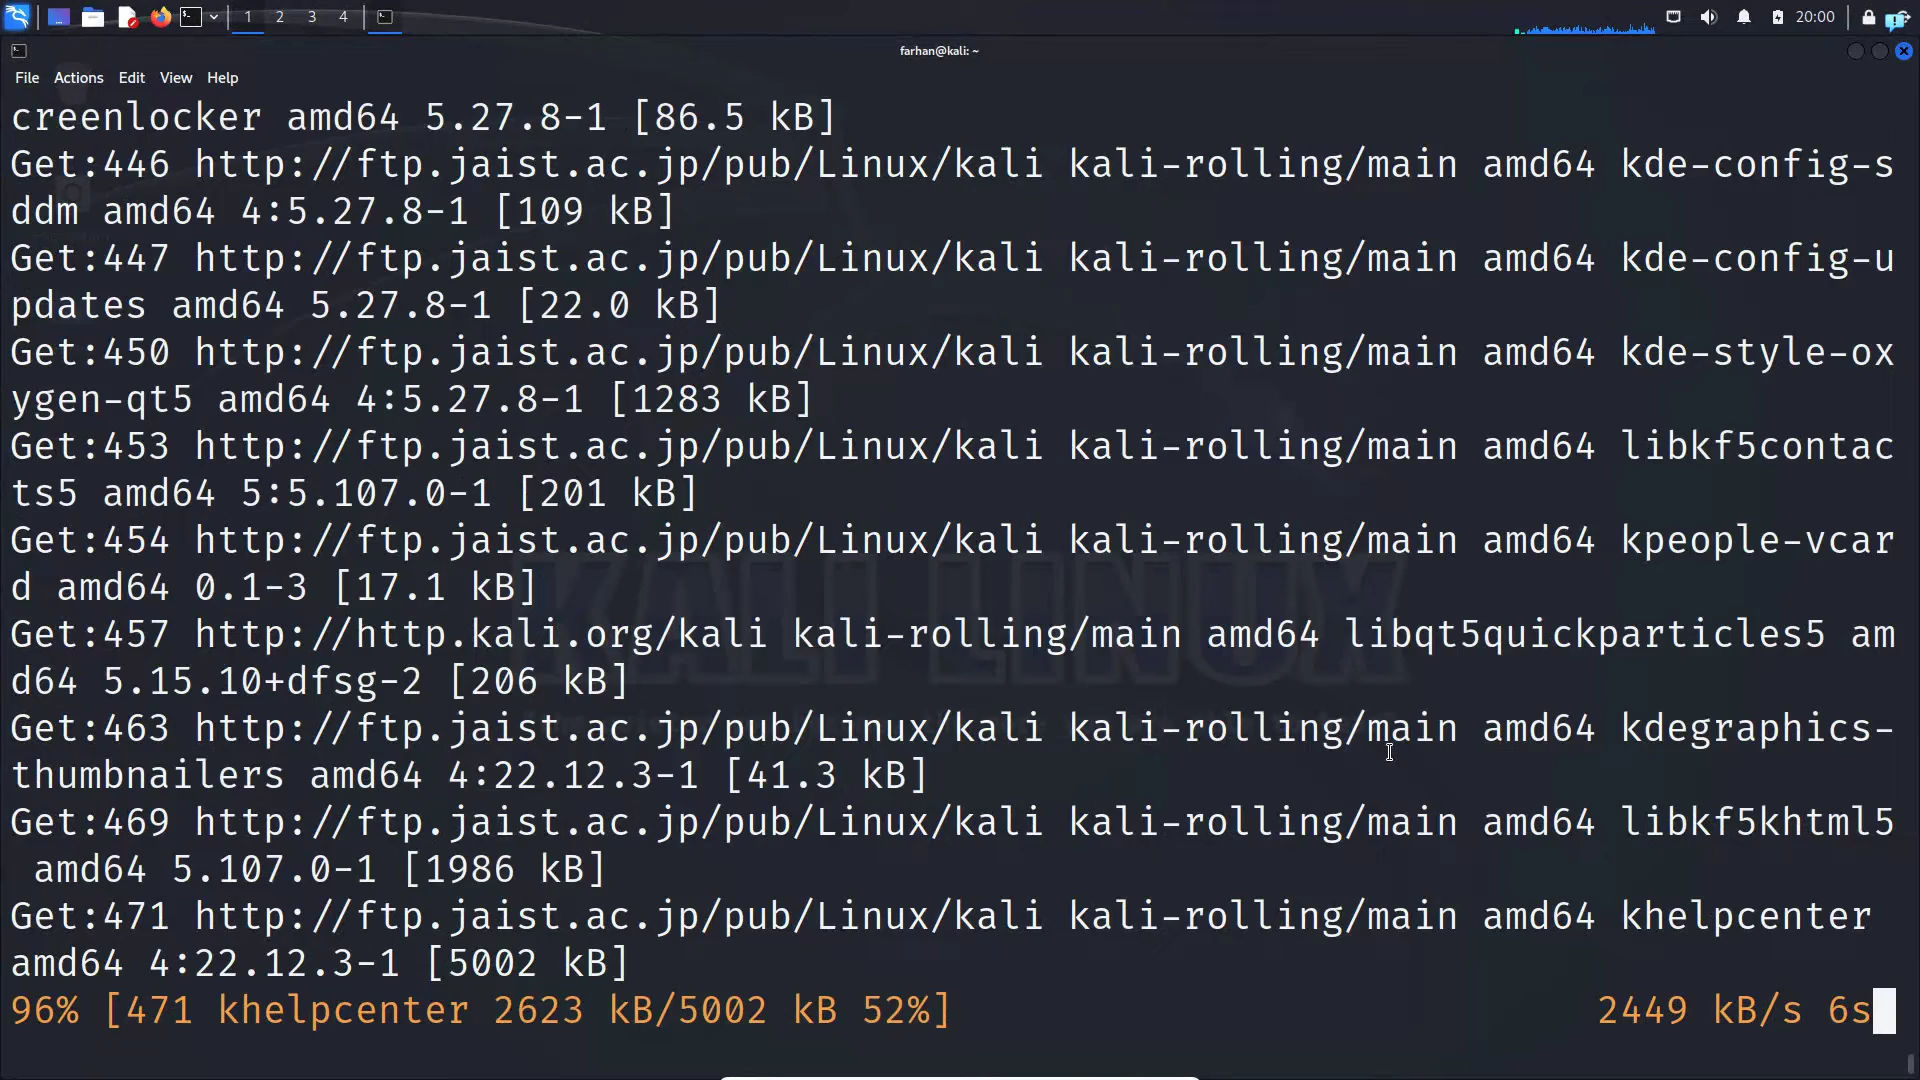 1 2 3 4 20:00
farhan@kali: ~
File Actions Edit View Help
creenlocker amd64 5.27.8-1 [86.5 kB]
Get:446 http://ftp.jaist.ac.jp/pub/Linux/kali kali-rolling/main amd64 kde-config-s
ddm amd64 4:5.27.8-1 [109 kB]
Get:447 http://ftp.jaist.ac.jp/pub/Linux/kali kali-rolling/main amd64 kde-config-u
pdates amd64 5.27.8-1 [22.0 kB]
Get:450 http://ftp.jaist.ac.jp/pub/Linux/kali kali-rolling/main amd64 kde-style-ox
ygen-qt5 amd64 4:5.27.8-1 [1283 kB]
Get:453 http://ftp.jaist.ac.jp/pub/Linux/kali kali-rolling/main amd64 libkf5contac
ts5 amd64 5:5.107.0-1 [201 kB]
Get:454 http://ftp.jaist.ac.jp/pub/Linux/kali kali-rolling/main amd64 kpeople-vcar
d amd64 0.1-3 [17.1 kB]
Get:457 http://http.kali.org/kali kali-rolling/main amd64 libqt5quickparticles5 am
d64 5.15.10+dfsg-2 [206 kB]
KALI LINUX
Get:463 http://ftp.jaist.ac.jp/pub/Linux/kali kali-rolling/main amd64 kdegraphics-
thumbnailers amd64 4:22.12.3-1 [41.3 kB]
Get:469 http://ftp.jaist.ac.jp/pub/Linux/kali kali-rolling/main amd64 libkf5khtml5
 amd64 5.107.0-1 [1986 kB]
Get:471 http://ftp.jaist.ac.jp/pub/Linux/kali kali-rolling/main amd64 khelpcenter
amd64 4:22.12.3-1 [5002 kB]
96% [471 khelpcenter 2623 kB/5002 kB 52%] 2449 kB/s 6s